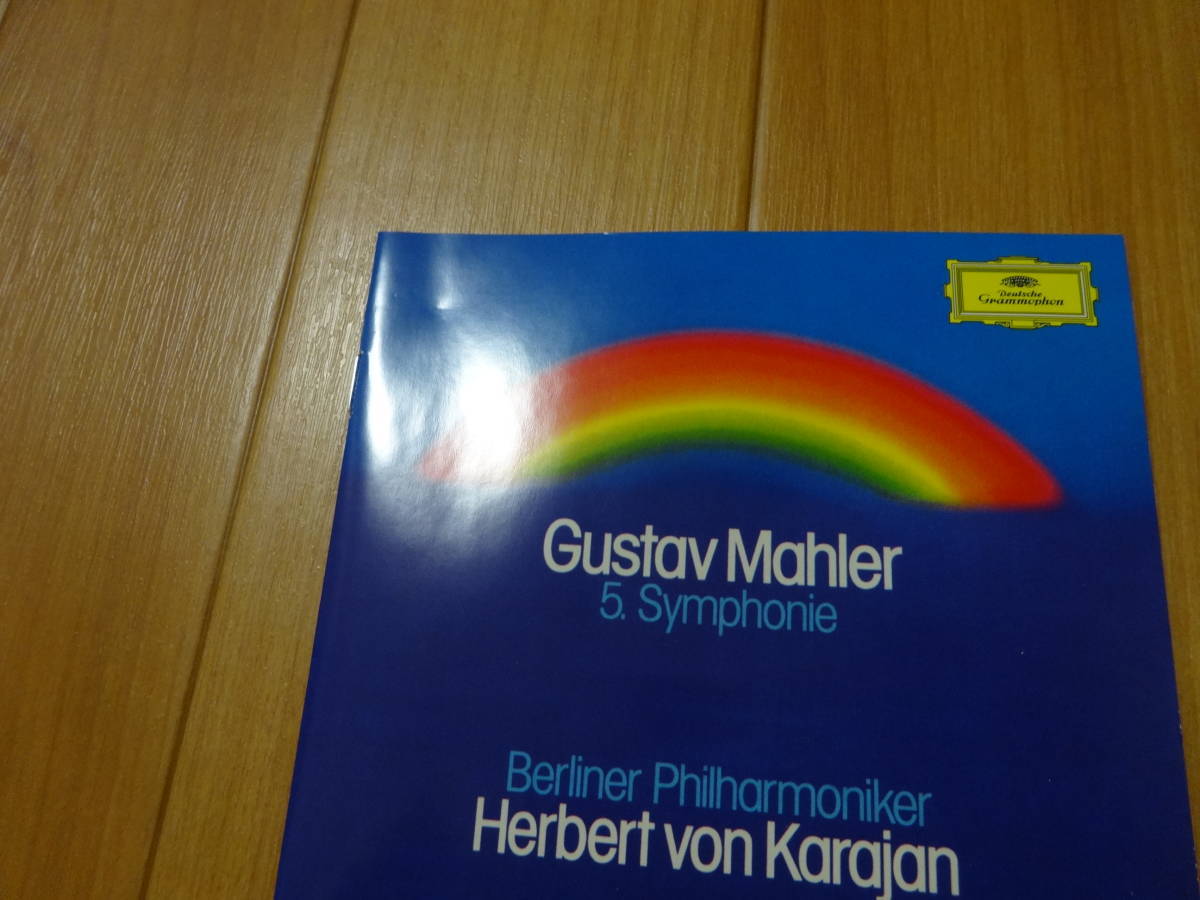 Deutsche
Grammophon
Gustav Mahler
5. Symphonie
Berliner Philharmoniker
Herbert von Karajan